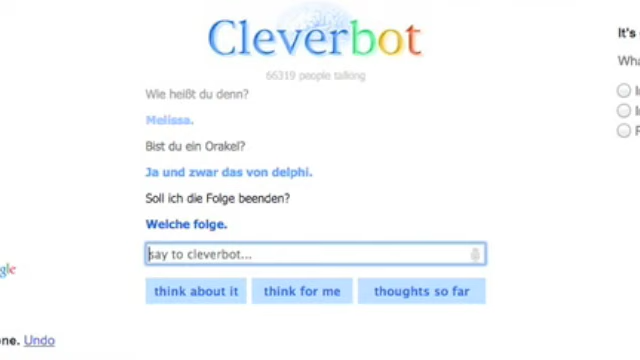 Cleverbot
66319 people talking
Wie heißt du denn?
Melissa.
Bist du ein Orakel?
Ja und zwar das von delphi.
Soll ich die Folge beenden?
Welche folge.
say to cleverbot...
think about it
think for me
thoughts so far
It's
Undo